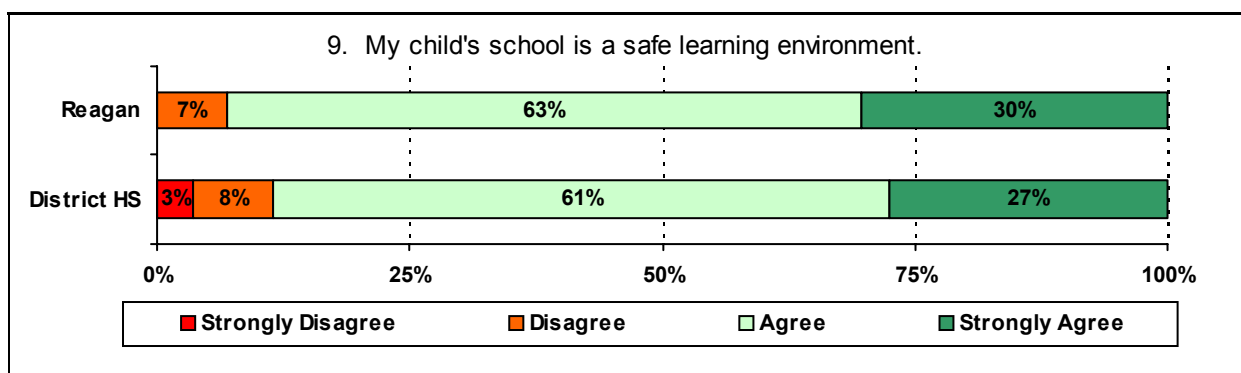 9. My child's school is a safe learning environment.
Reagan 7% 63% 30%
District HS 3% 8% 61% 27%
0% 25% 50% 75% 100%
Strongly Disagree Disagree Agree Strongly Agree